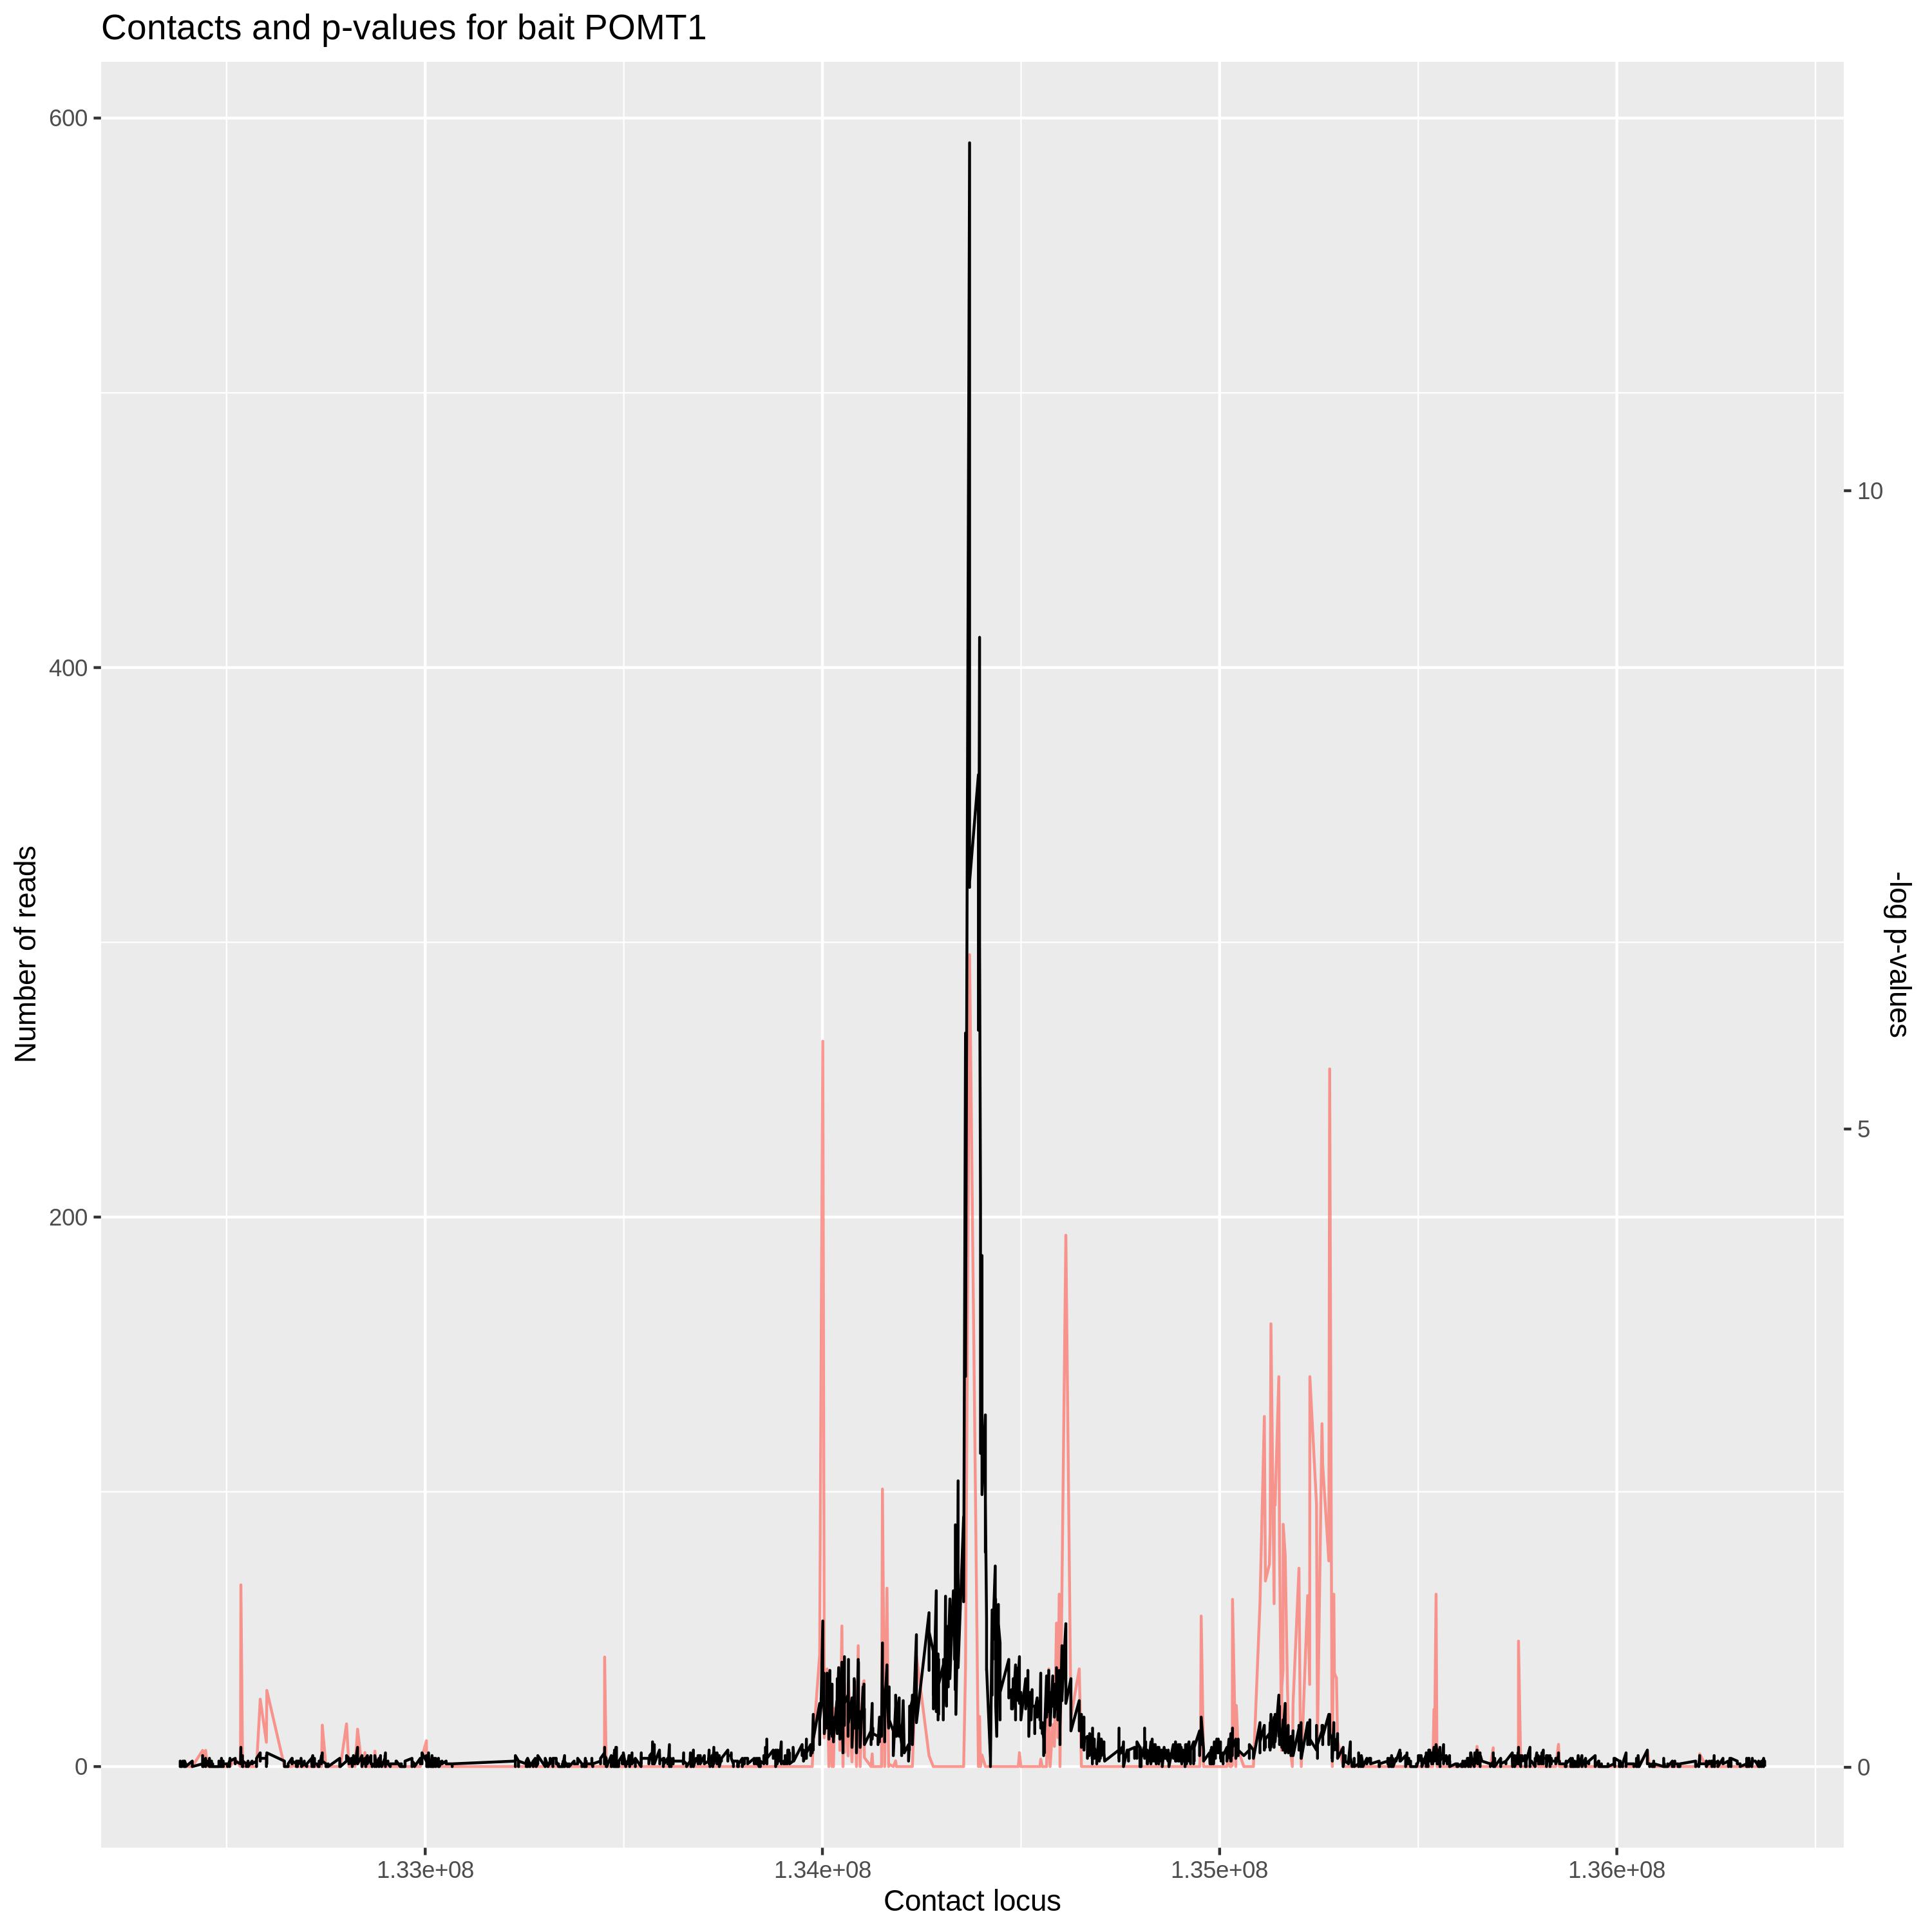 Contacts and p-values for bait POMT1
600
400
200
0
Number of reads
10
5
0
-log p-values
1.33e+08
1.34e+08
1.35e+08
1.36e+08
Contact locus